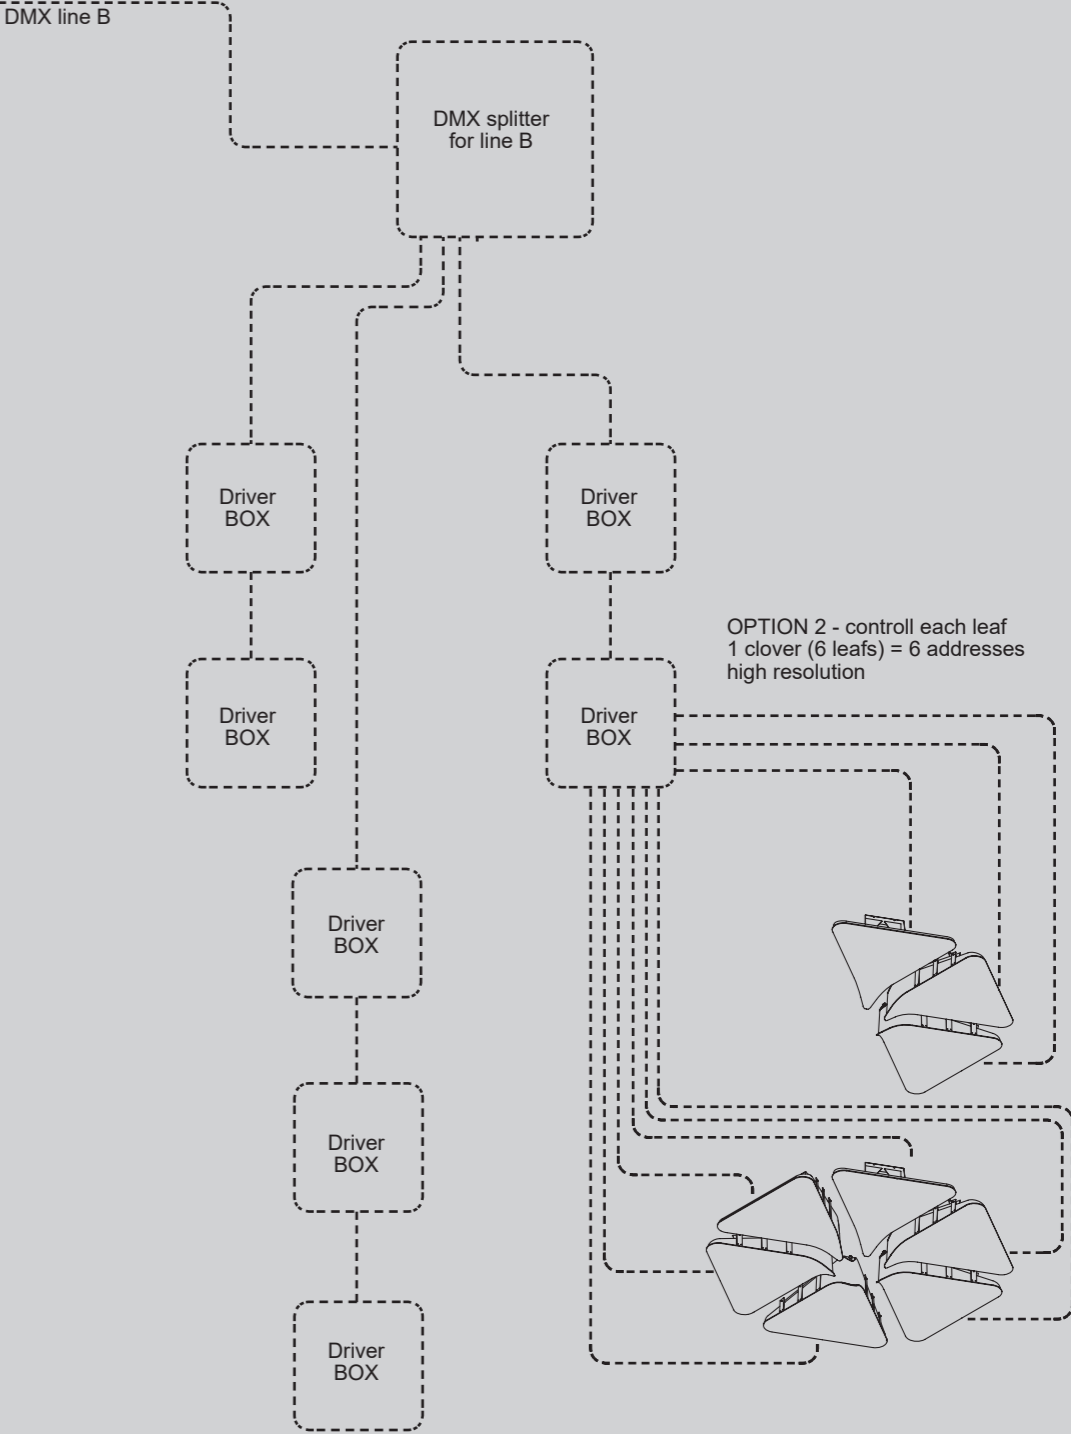 DMX line B
DMX splitter
for line B
Driver
BOX
Driver
BOX
OPTION 2 - controll each leaf
1 clover (6 leafs) = 6 addresses
high resolution
Driver
BOX
Driver
BOX
Driver
BOX
Driver
BOX
Driver
BOX